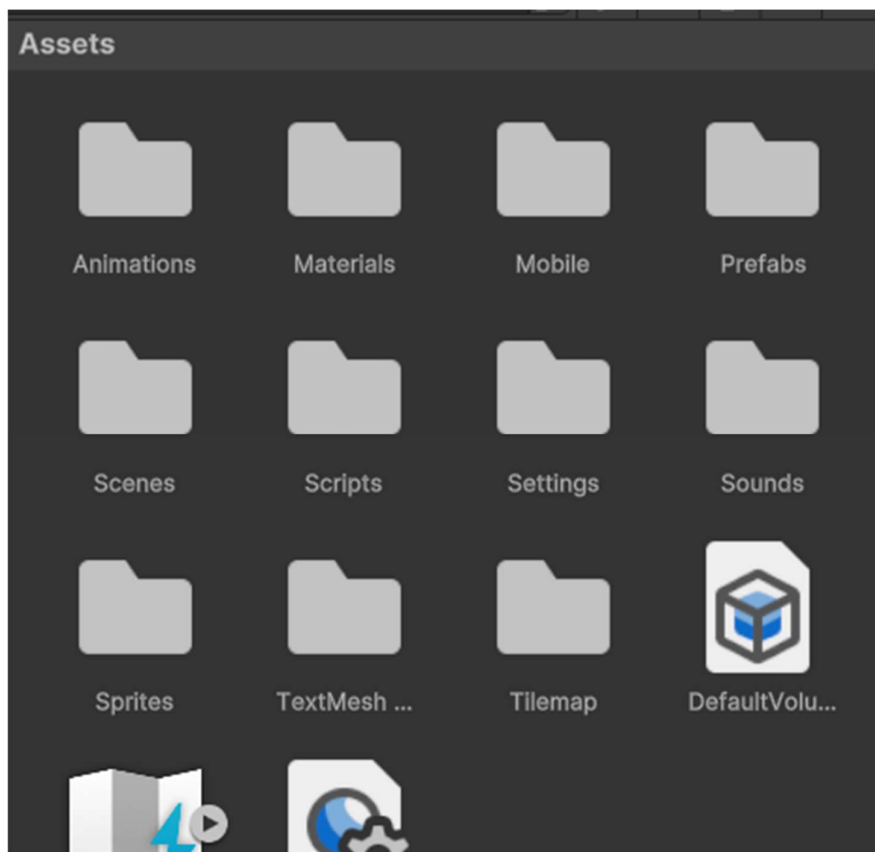 Assets
Animations Materials Mobile Prefabs
Scenes Scripts Settings Sounds
Sprites TextMesh ... Tilemap DefaultVolu...